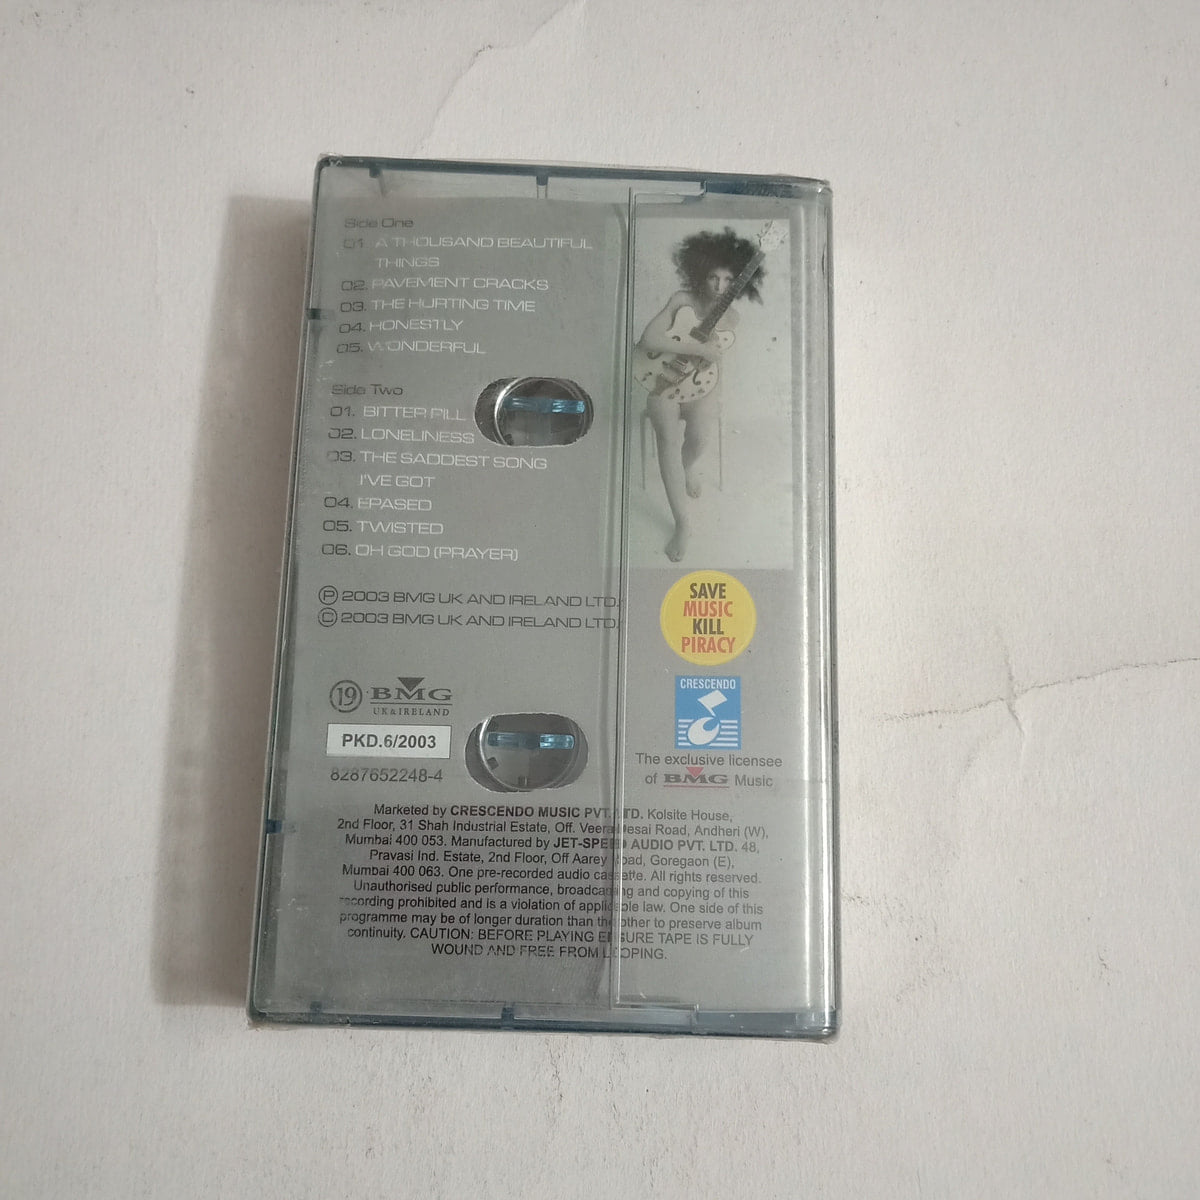 Side One
01. A THOUSAND BEAUTIFUL
THINGS
02. PAVEMENT CRACKS
03. THE HURTING TIME
04. HONESTLY
05. WONDERFUL
Side Two
01. BITTER PILL
02. LONELINESS
03. THE SADDEST SONG
I'VE GOT
04. ERASED
05. TWISTED
06. OH GOD (PRAYER)
Ⓟ 2003 BMG UK AND IRELAND LTD.
© 2003 BMG UK AND IRELAND LTD.
19 BMG
UK & IRELAND
PKD.6/2003
8287652248-4
SAVE
MUSIC
KILL
PIRACY
CRESCENDO
The exclusive licensee
of BMG Music
Marketed by CRESCENDO MUSIC PVT. LTD. Kolsite House,
2nd Floor, 31 Shah Industrial Estate, Off. Veera Desai Road, Andheri (W),
Mumbai 400 053. Manufactured by JET-SPEED AUDIO PVT. LTD. 48,
Pravasi Ind. Estate, 2nd Floor, Off Aarey Road, Goregaon (E),
Mumbai 400 063. One pre-recorded audio cassette. All rights reserved.
Unauthorised public performance, broadcasting and copying of this
recording prohibited and is a violation of applicable law. One side of this
programme may be of longer duration than the other to preserve album
continuity. CAUTION: BEFORE PLAYING ENSURE TAPE IS FULLY
WOUND AND FREE FROM LOOPING.